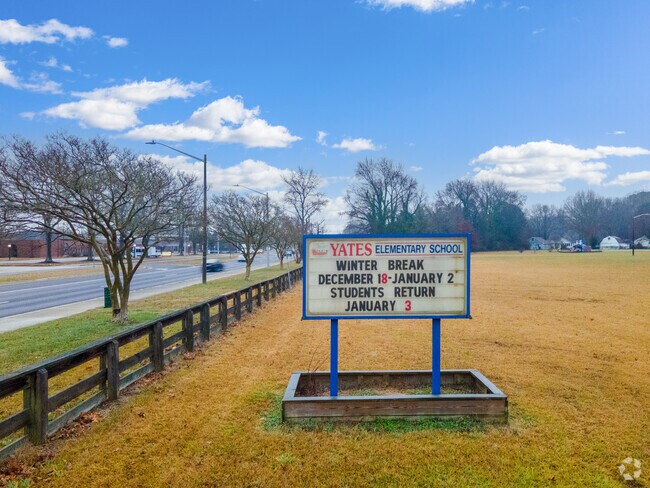 YATES ELEMENTARY SCHOOL
WINTER BREAK
DECEMBER 18-JANUARY 2
STUDENTS RETURN
JANUARY 3